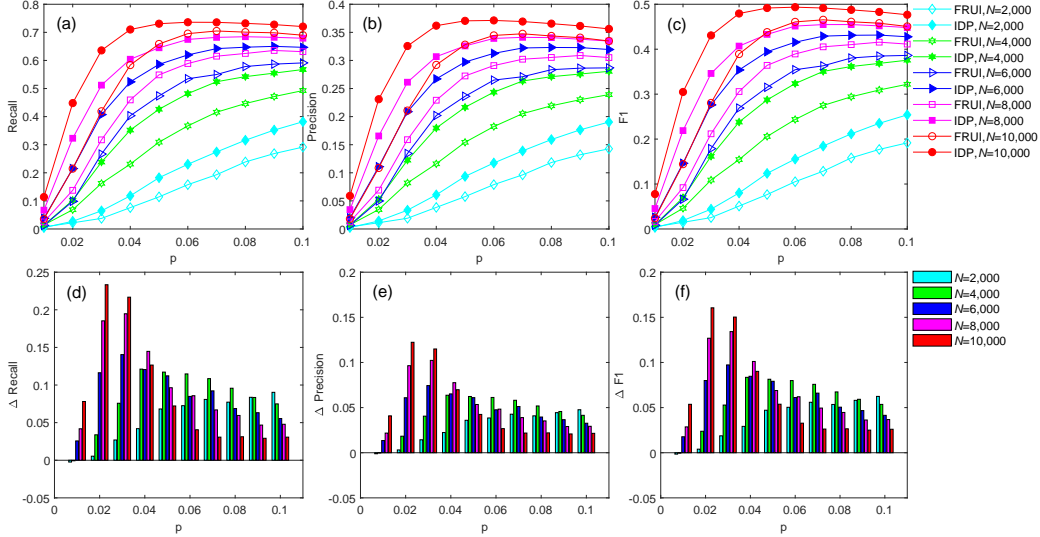 (a)
Recall
0.8
0.7
0.6
0.5
0.4
0.3
0.2
0.1
0
0.02
0.04
0.06
0.08
0.1
p
(b)
Precision
0.4
0.35
0.3
0.25
0.2
0.15
0.1
0.05
0
0.02
0.04
0.06
0.08
0.1
p
(c)
F1
0.5
0.4
0.3
0.2
0.1
0
0.02
0.04
0.06
0.08
0.1
p
FRUI, N=2,000
IDP, N=2,000
FRUI, N=4,000
IDP, N=4,000
FRUI, N=6,000
IDP, N=6,000
FRUI, N=8,000
IDP, N=8,000
FRUI, N=10,000
IDP, N=10,000
(d)
Δ Recall
0.25
0.2
0.15
0.1
0.05
0
-0.05
0.02
0.04
0.06
0.08
0.1
p
(e)
Δ Precision
0.2
0.15
0.1
0.05
0
-0.05
0.02
0.04
0.06
0.08
0.1
p
(f)
Δ F1
0.2
0.15
0.1
0.05
0
-0.05
0.02
0.04
0.06
0.08
0.1
p
N=2,000
N=4,000
N=6,000
N=8,000
N=10,000